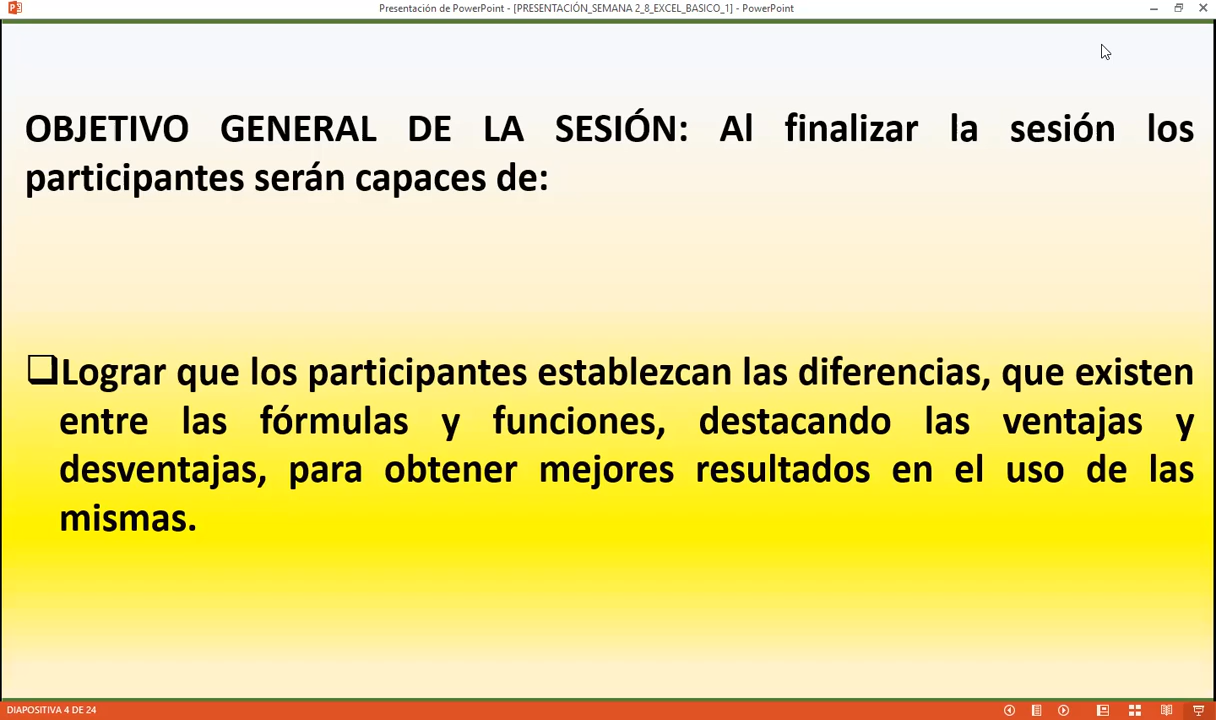 Presentación de PowerPoint - [PRESENTACIÓN_SEMANA 2_8_EXCEL_BASICO_1] - PowerPoint
OBJETIVO GENERAL DE LA SESIÓN: Al finalizar la sesión los
participantes serán capaces de:
Lograr que los participantes establezcan las diferencias, que existen
entre las fórmulas y funciones, destacando las ventajas y
desventajas, para obtener mejores resultados en el uso de las
mismas.
DIAPOSITIVA 4 DE 24